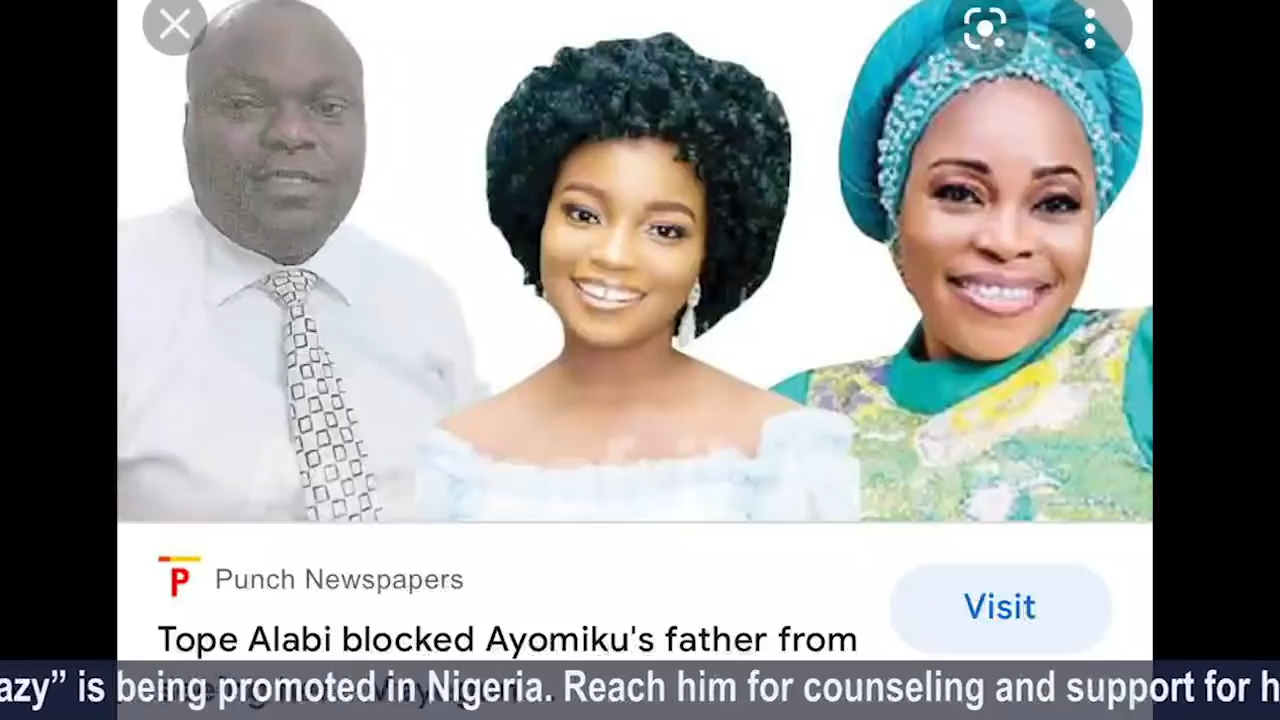 P
Punch Newspapers
Visit
Tope Alabi blocked Ayomiku's father from
azy” is being promoted in Nigeria. Reach him for counseling and support for h